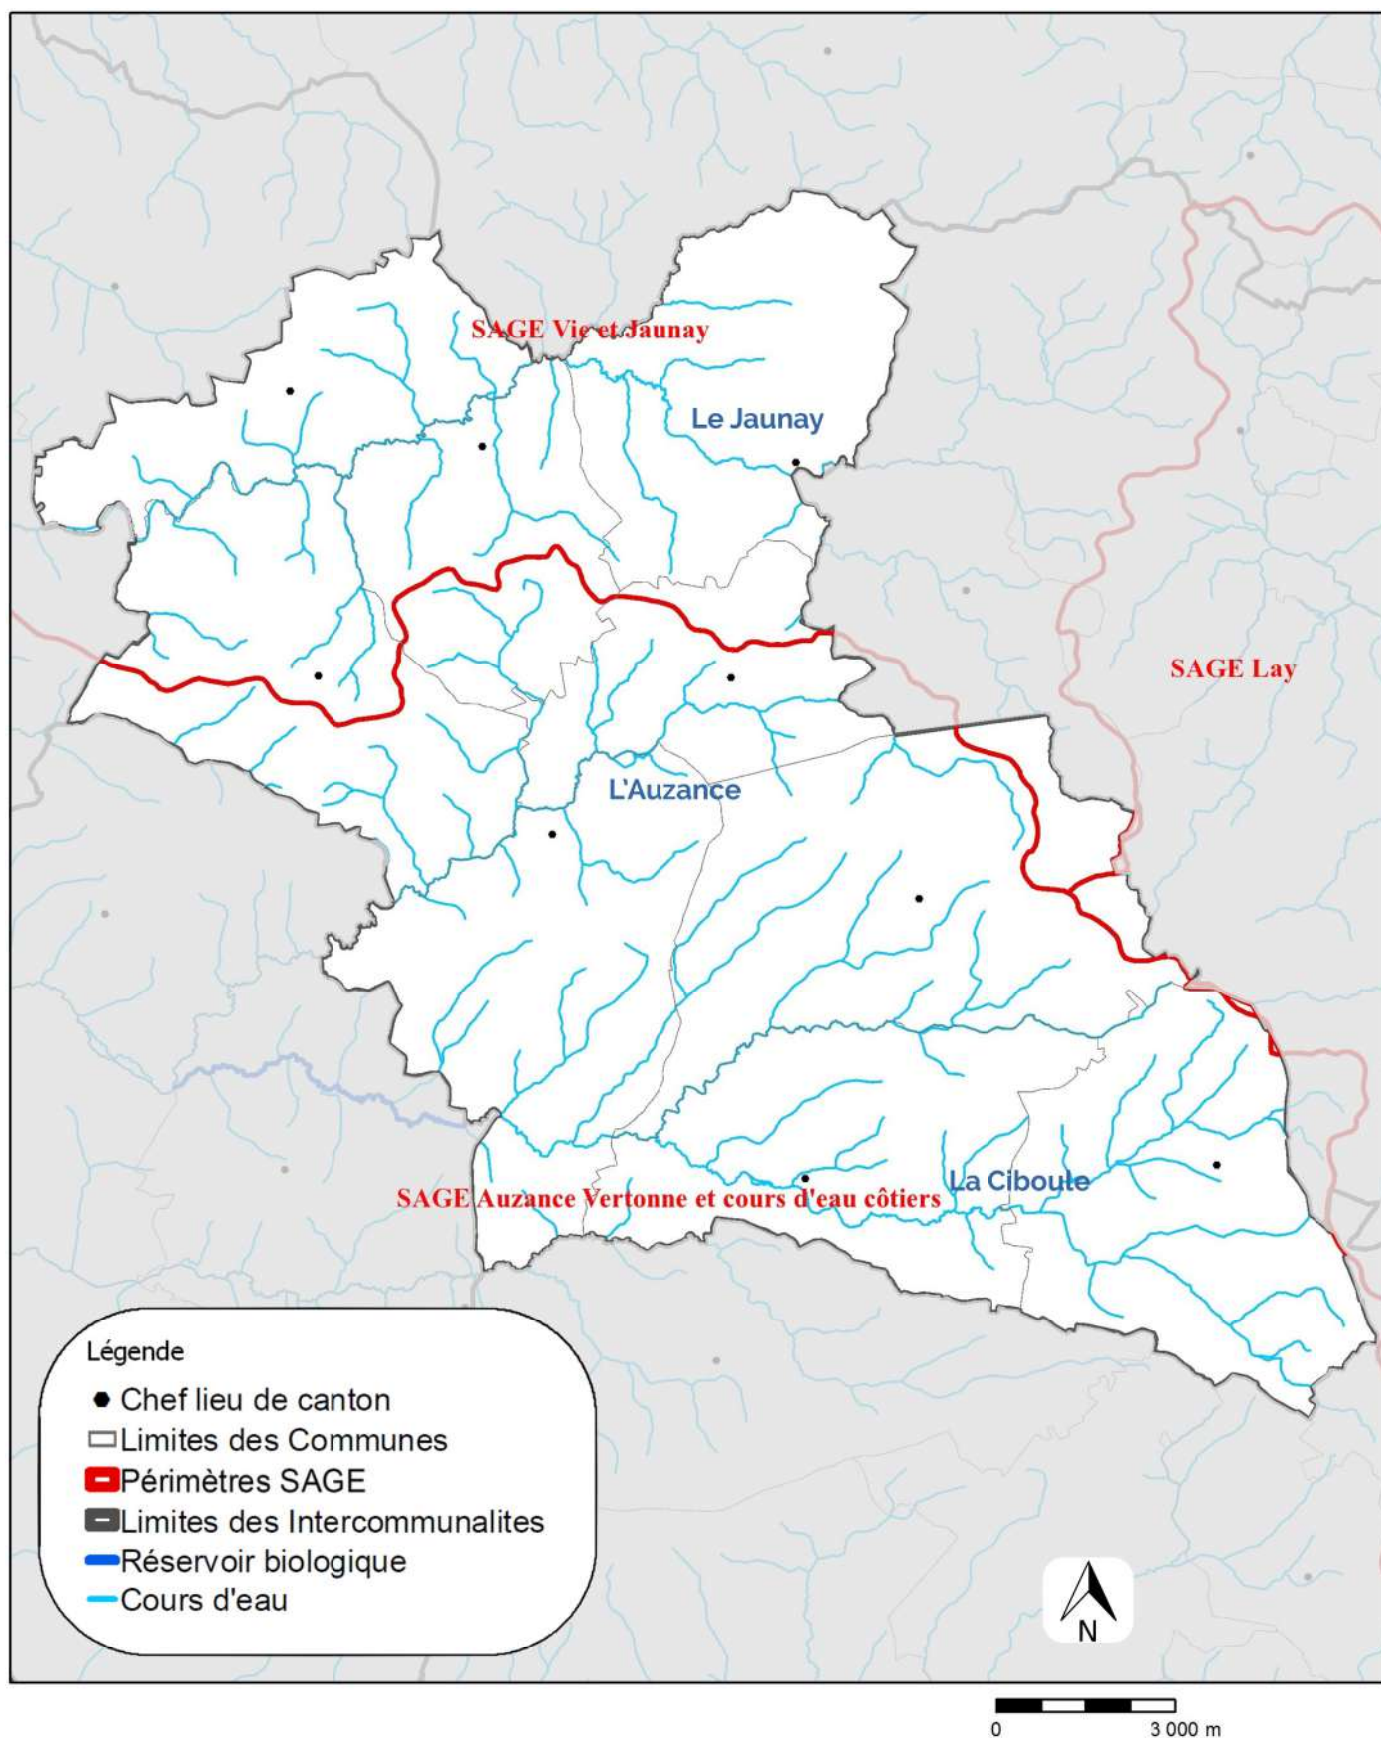 SAGE Vie et Jaunay
Le Jaunay
SAGE Lay
L'Auzance
La Ciboule
SAGE Auzance Vertonne et cours d'eau côtiers
Légende
Chef lieu de canton
Limites des Communes
Périmètres SAGE
Limites des Intercommunalites
Réservoir biologique
Cours d'eau
N
0 3 000 m